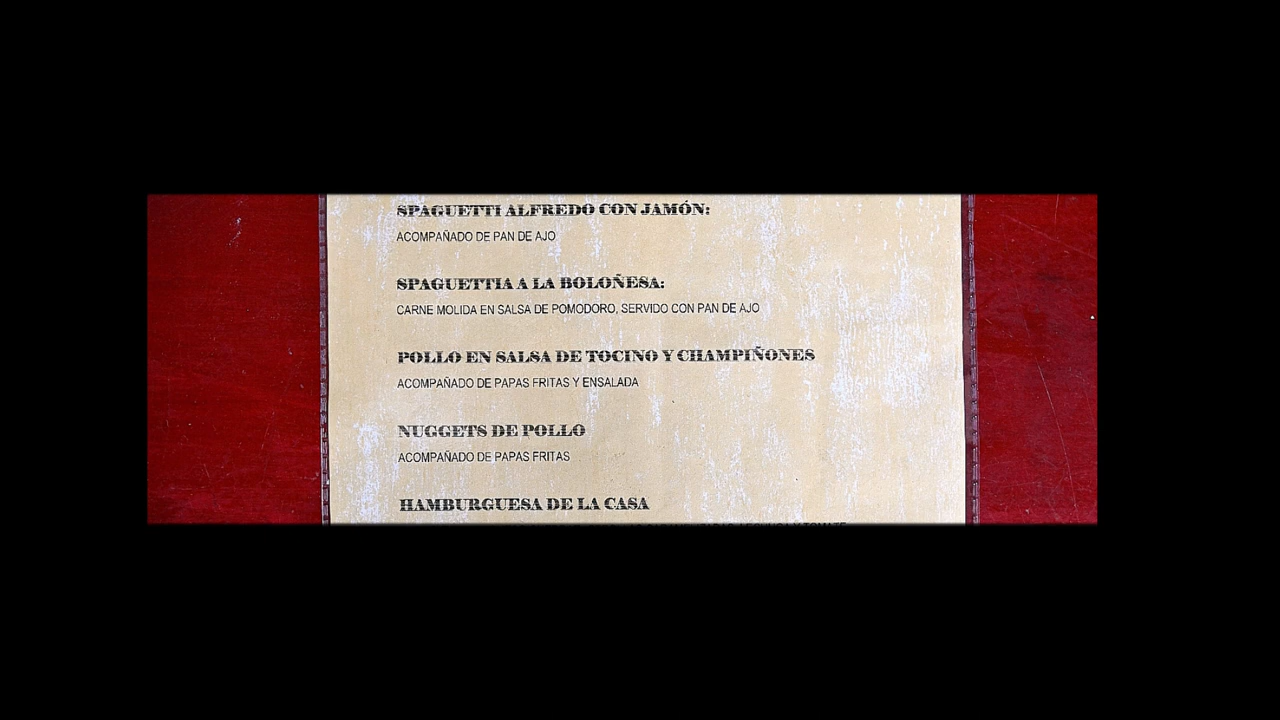 SPAGUETTI ALFREDO CON JAMÓN:
ACOMPAÑADO DE PAN DE AJO
SPAGUETTIA A LA BOLOÑESA:
CARNE MOLIDA EN SALSA DE POMODORO, SERVIDO CON PAN DE AJO
POLLO EN SALSA DE TOCINO Y CHAMPIÑONES
ACOMPAÑADO DE PAPAS FRITAS Y ENSALADA
NUGGETS DE POLLO
ACOMPAÑADO DE PAPAS FRITAS
HAMBURGUESA DE LA CASA